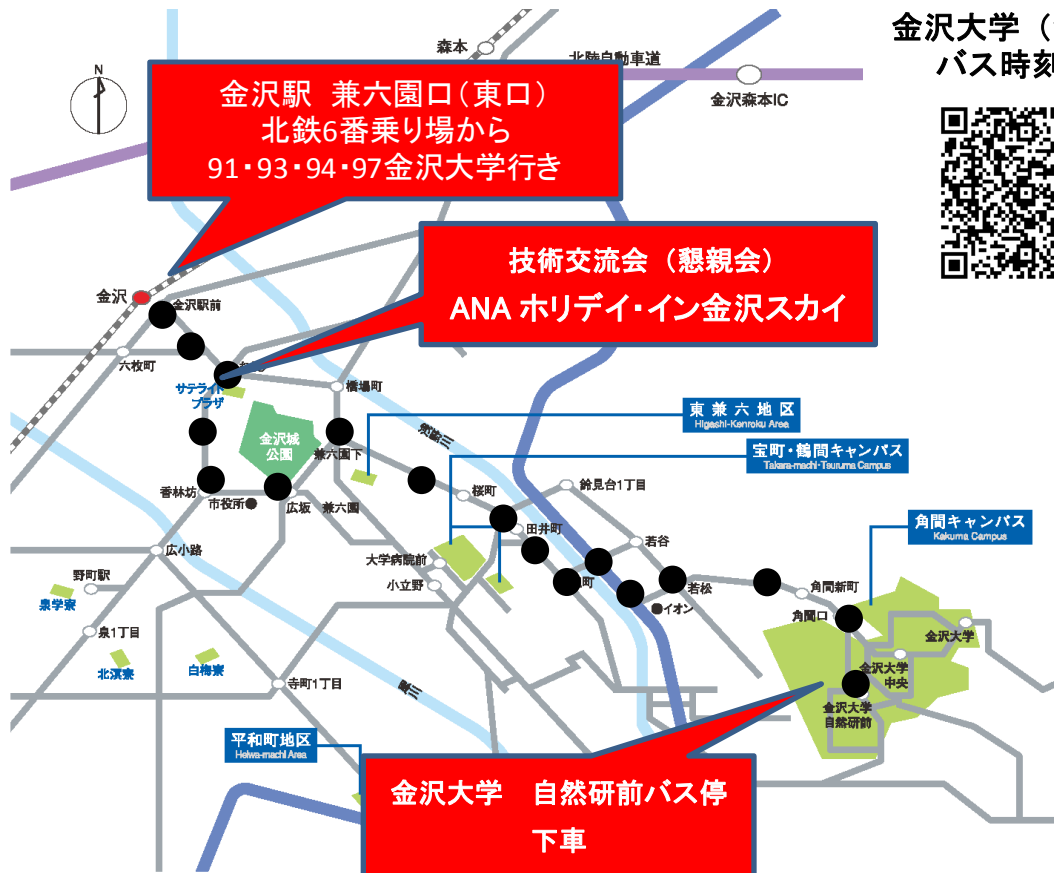 金沢大学（
バス時刻
森本
北陸自動車道
金沢森本IC
N
金沢駅　兼六園口（東口）
北鉄6番乗り場から
91・93・94・97金沢大学行き
技術交流会（懇親会）
ANA ホリデイ・イン金沢スカイ
金沢
金沢駅前
六枚町
サテライト
プラザ
橋場町
金沢城
公園
兼六園下
浅野川
東兼六地区
Higashi-Kenroku Area
宝町・鶴間キャンパス
Takara-machi・Tsuruma Campus
香林坊
市役所
広坂
兼六園
桜町
鈴見台1丁目
田井町
角間キャンパス
Kakuma Campus
広小路
大学病院前
若谷
野町駅
小立野
町
若松
イオン
角間新町
角間口
泉学寮
泉1丁目
金沢大学
北溟寮
白梅寮
金沢大学
中央
寺町1丁目
犀川
金沢大学
自然研前
平和町地区
Heiwa-machi Area
金沢大学　自然研前バス停
下車